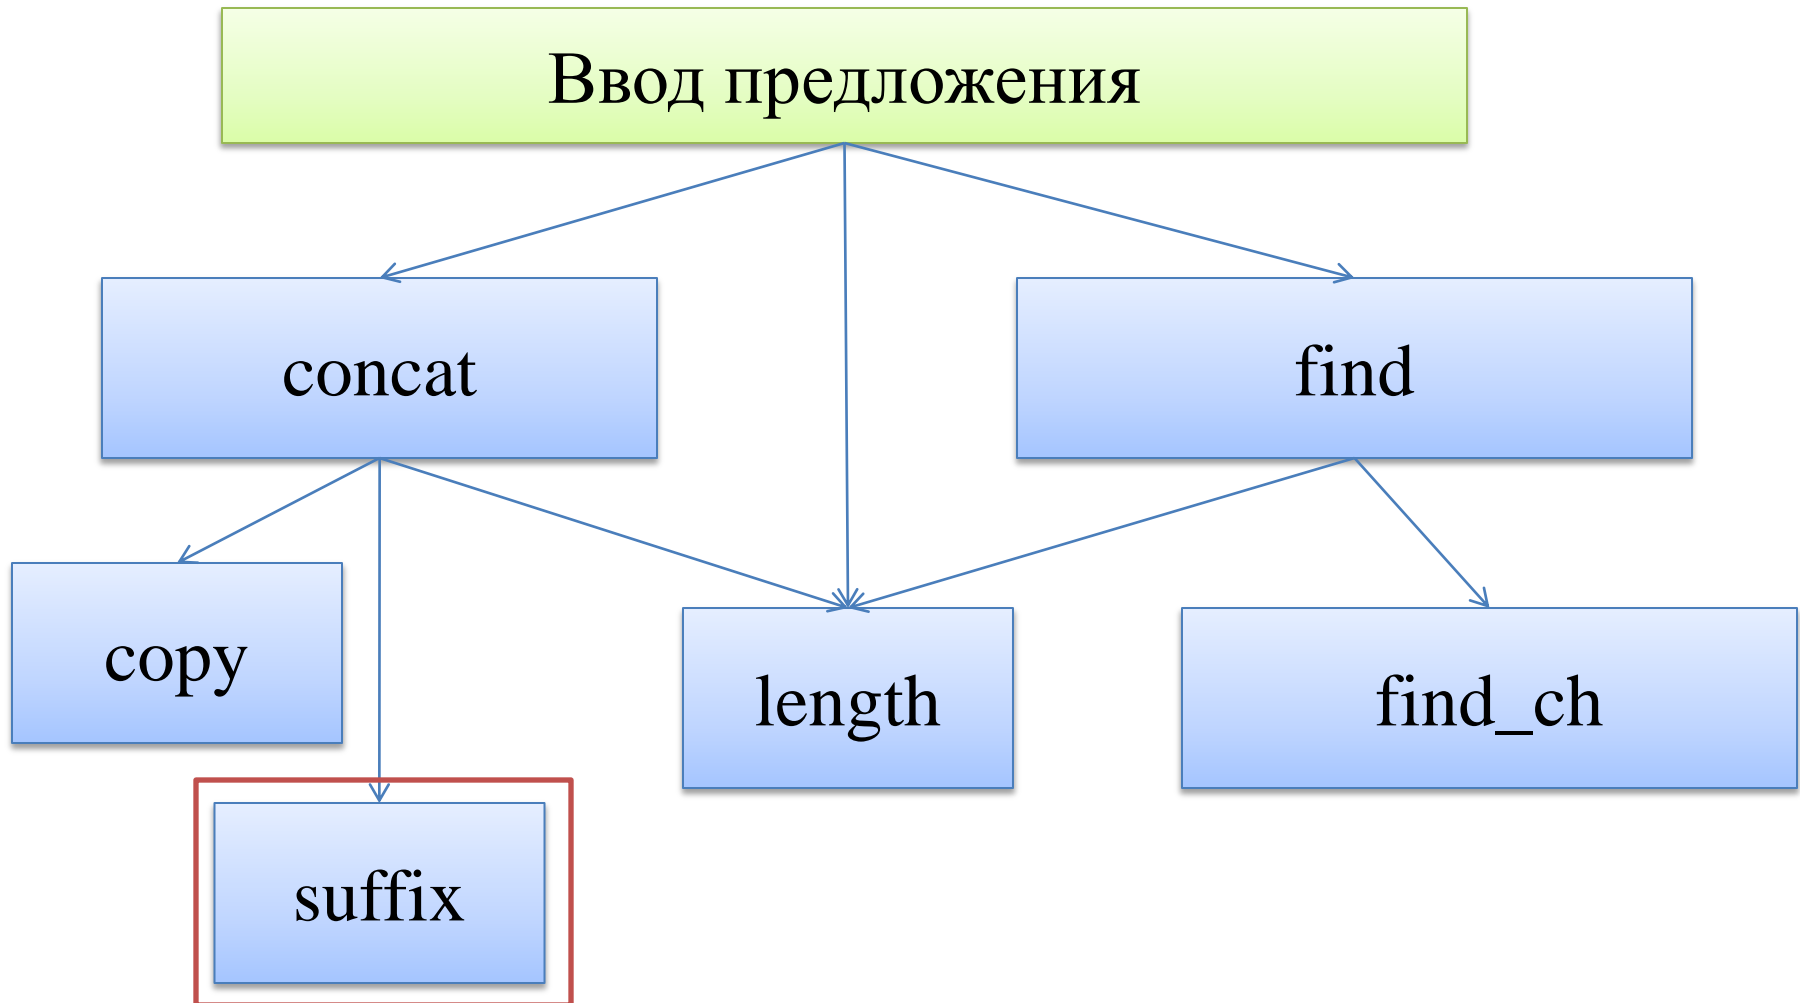 Ввод предложения
concat
find
copy
length
find_ch
suffix